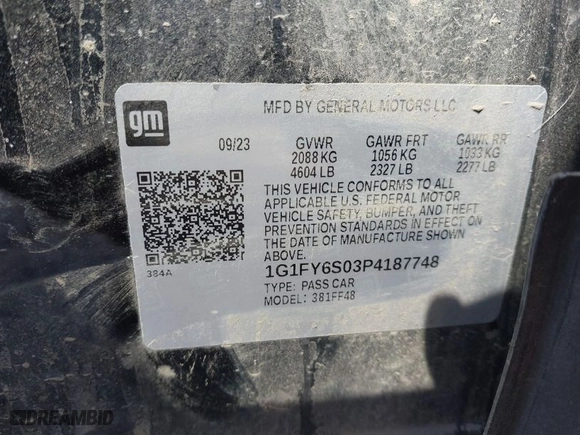 MFD BY GENERAL MOTORS LLC
gm
09/23 GVWR GAWR FRT GAWR RR
2088 KG 1056 KG 1033 KG
4604 LB 2327 LB 2277 LB
THIS VEHICLE CONFORMS TO ALL
APPLICABLE U.S. FEDERAL MOTOR
VEHICLE SAFETY, BUMPER, AND THEFT
PREVENTION STANDARDS IN EFFECT ON
THE DATE OF MANUFACTURE SHOWN
ABOVE.
384A
1G1FY6S03P4187748
TYPE: PASS CAR
MODEL: 381FF48
DREAMBID